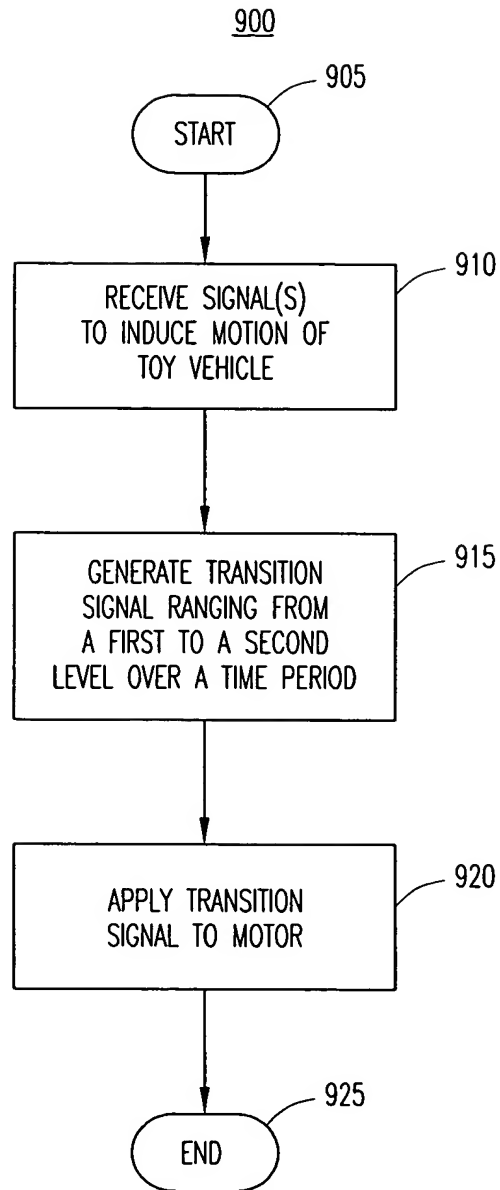 900
905
START
910
RECEIVE SIGNAL(S)
TO INDUCE MOTION OF
TOY VEHICLE
915
GENERATE TRANSITION
SIGNAL RANGING FROM
A FIRST TO A SECOND
LEVEL OVER A TIME PERIOD
920
APPLY TRANSITION
SIGNAL TO MOTOR
925
END